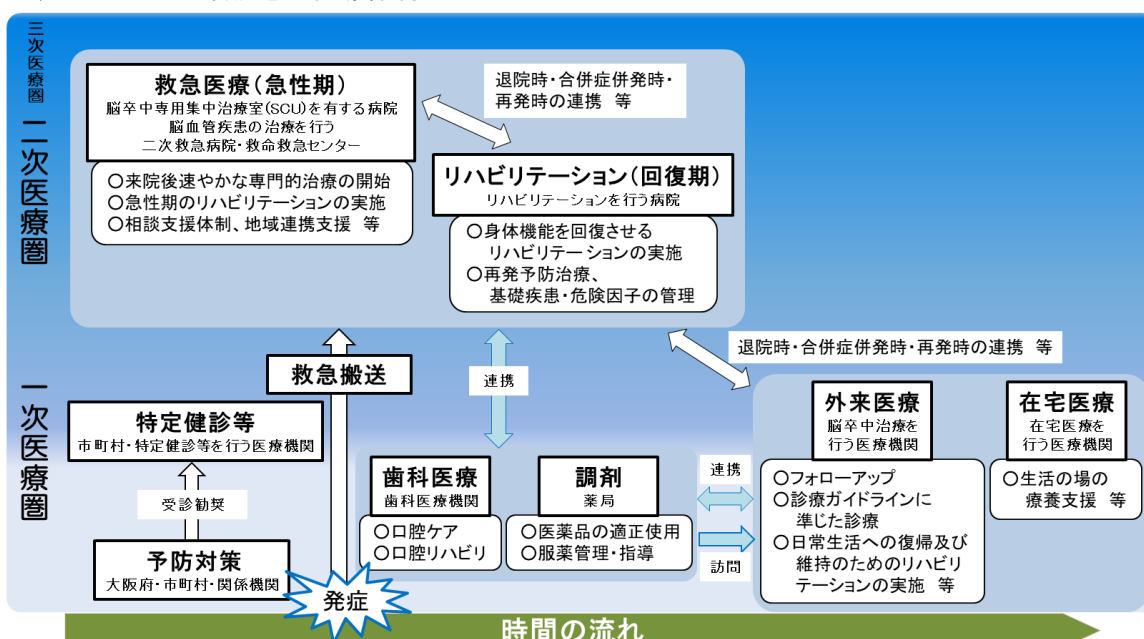 三次医療圏
二次医療圏
一次医療圏
救急医療(急性期)
脳卒中専用集中治療室(SCU)を有する病院
脳血管疾患の治療を行う
二次救急病院・救命救急センター
○来院後速やかな専門的治療の開始
○急性期のリハビリテーションの実施
○相談支援体制、地域連携支援 等
退院時・合併症併発時・
再発時の連携 等
リハビリテーション(回復期)
リハビリテーションを行う病院
○身体機能を回復させる
リハビリテーションの実施
○再発予防治療、
基礎疾患・危険因子の管理
退院時・合併症併発時・再発時の連携 等
救急搬送
連携
特定健診等
市町村・特定健診等を行う医療機関
受診勧奨
予防対策
大阪府・市町村・関係機関
発症
歯科医療
歯科医療機関
○口腔ケア
○口腔リハビリ
調剤
薬局
○医薬品の適正使用
○服薬管理・指導
連携
訪問
外来医療
脳卒中治療を
行う医療機関
○フォローアップ
○診療ガイドラインに
準じた診療
○日常生活への復帰及び
維持のためのリハビリ
テーションの実施 等
在宅医療
在宅医療を
行う医療機関
○生活の場の
療養支援 等
時間の流れ